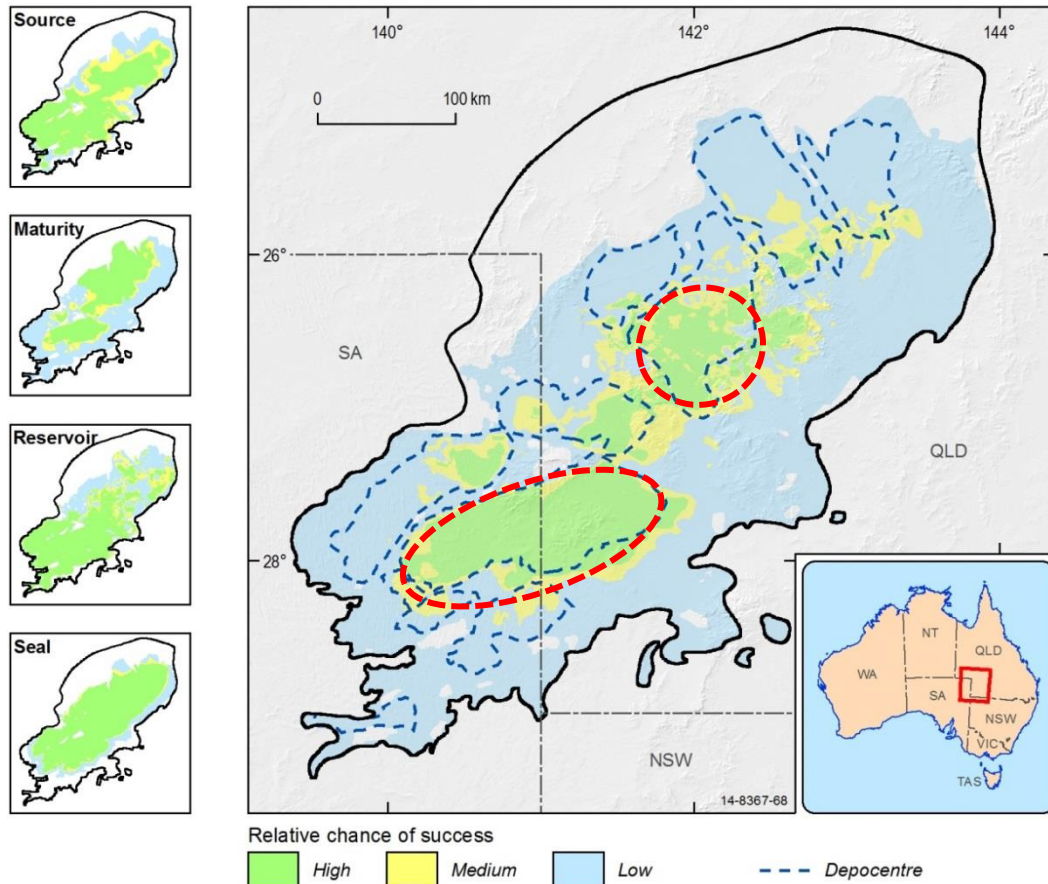 Source
Maturity
Reservoir
Seal
140°
142°
144°
0
100 km
26°
28°
SA
QLD
NSW
14-8367-68
WA
NT
QLD
SA
NSW
VIC
TAS
Relative chance of success
High
Medium
Low
Depocentre